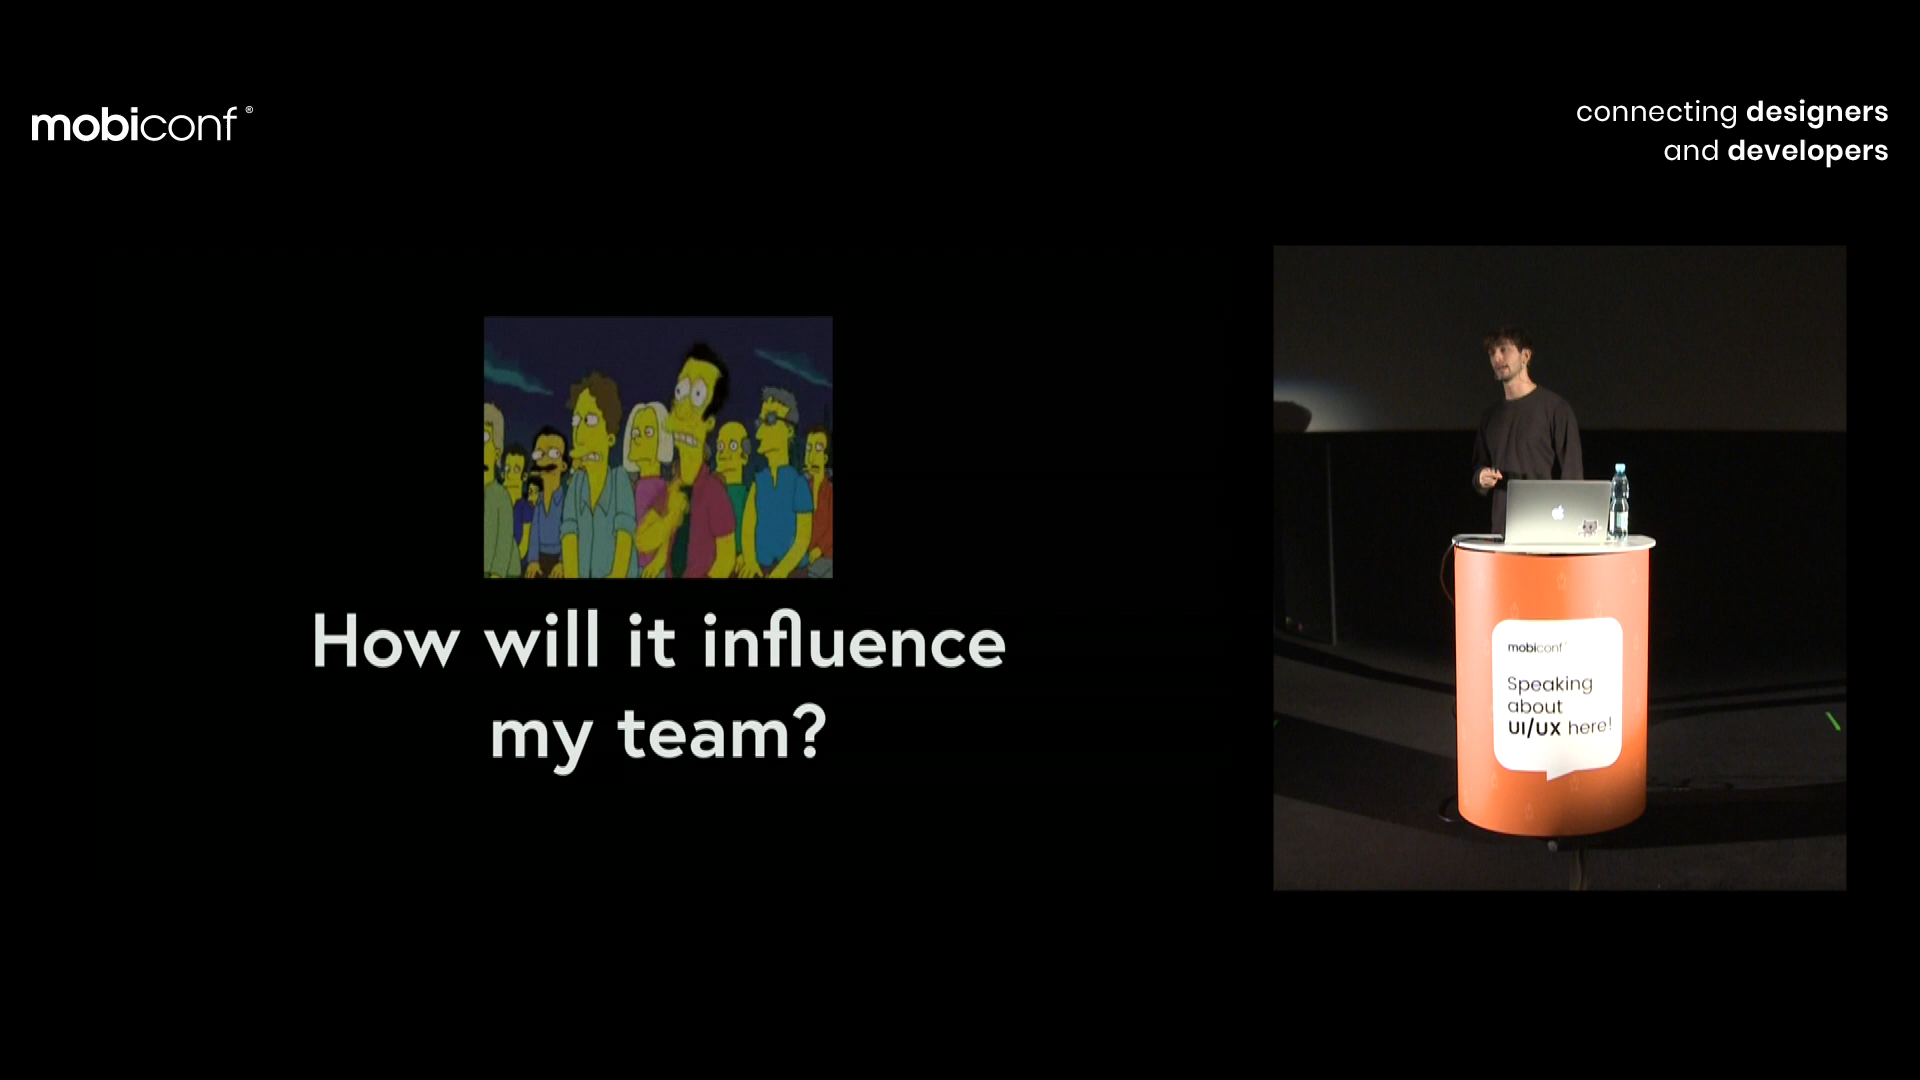 mobiconf®
connecting designers
and developers
How will it influence
my team?
mobiconf
Speaking
about
UI/UX here!